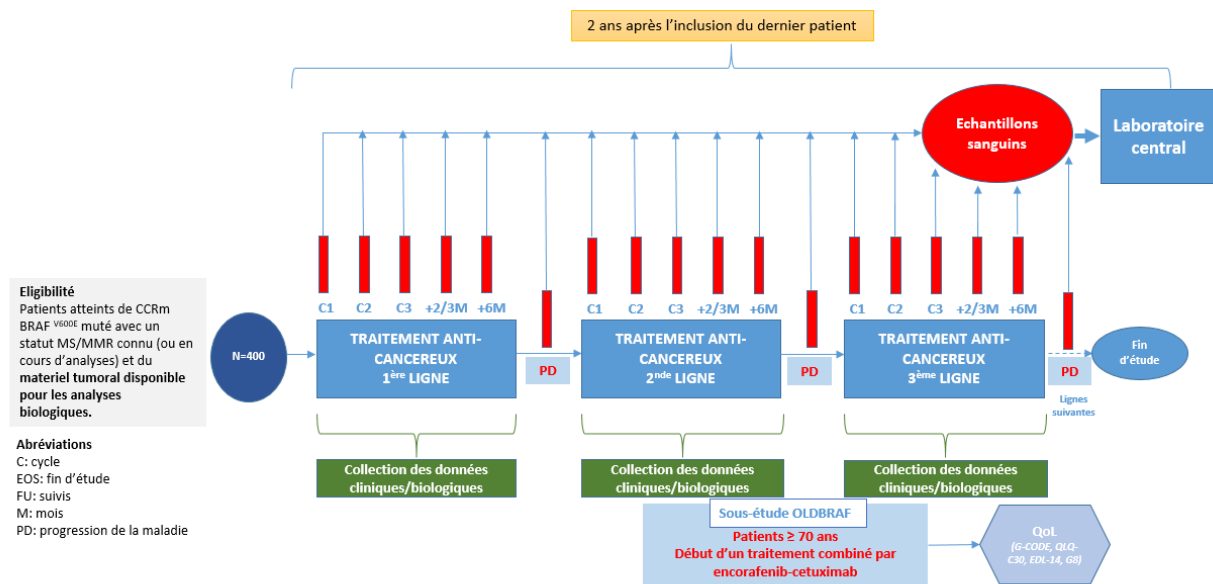 2 ans après l'inclusion du dernier patient
Echantillons
sanguins
Laboratoire
central
C1 C2 C3 +2/3M +6M
C1 C2 C3 +2/3M +6M
C1 C2 C3 +2/3M +6M
Eligibilité
Patients atteints de CCRm
BRAF V600E muté avec un
statut MS/MMR connu (ou en
cours d'analyses) et du
materiel tumoral disponible
pour les analyses
biologiques.
N=400
TRAITEMENT ANTI-
CANCEREUX
1ère LIGNE
PD
TRAITEMENT ANTI-
CANCEREUX
2nde LIGNE
PD
TRAITEMENT ANTI-
CANCEREUX
3ème LIGNE
PD
Lignes
suivantes
Fin
d'étude
Abréviations
C: cycle
EOS: fin d'étude
FU: suivis
M: mois
PD: progression de la maladie
Collection des données
cliniques/biologiques
Collection des données
cliniques/biologiques
Collection des données
cliniques/biologiques
Sous-étude OLDBRAF
Patients ≥ 70 ans
Début d'un traitement combiné par
encorafenib-cetuximab
QoL
(G-CODE, QLQ-
C30, EDL-14, G8)